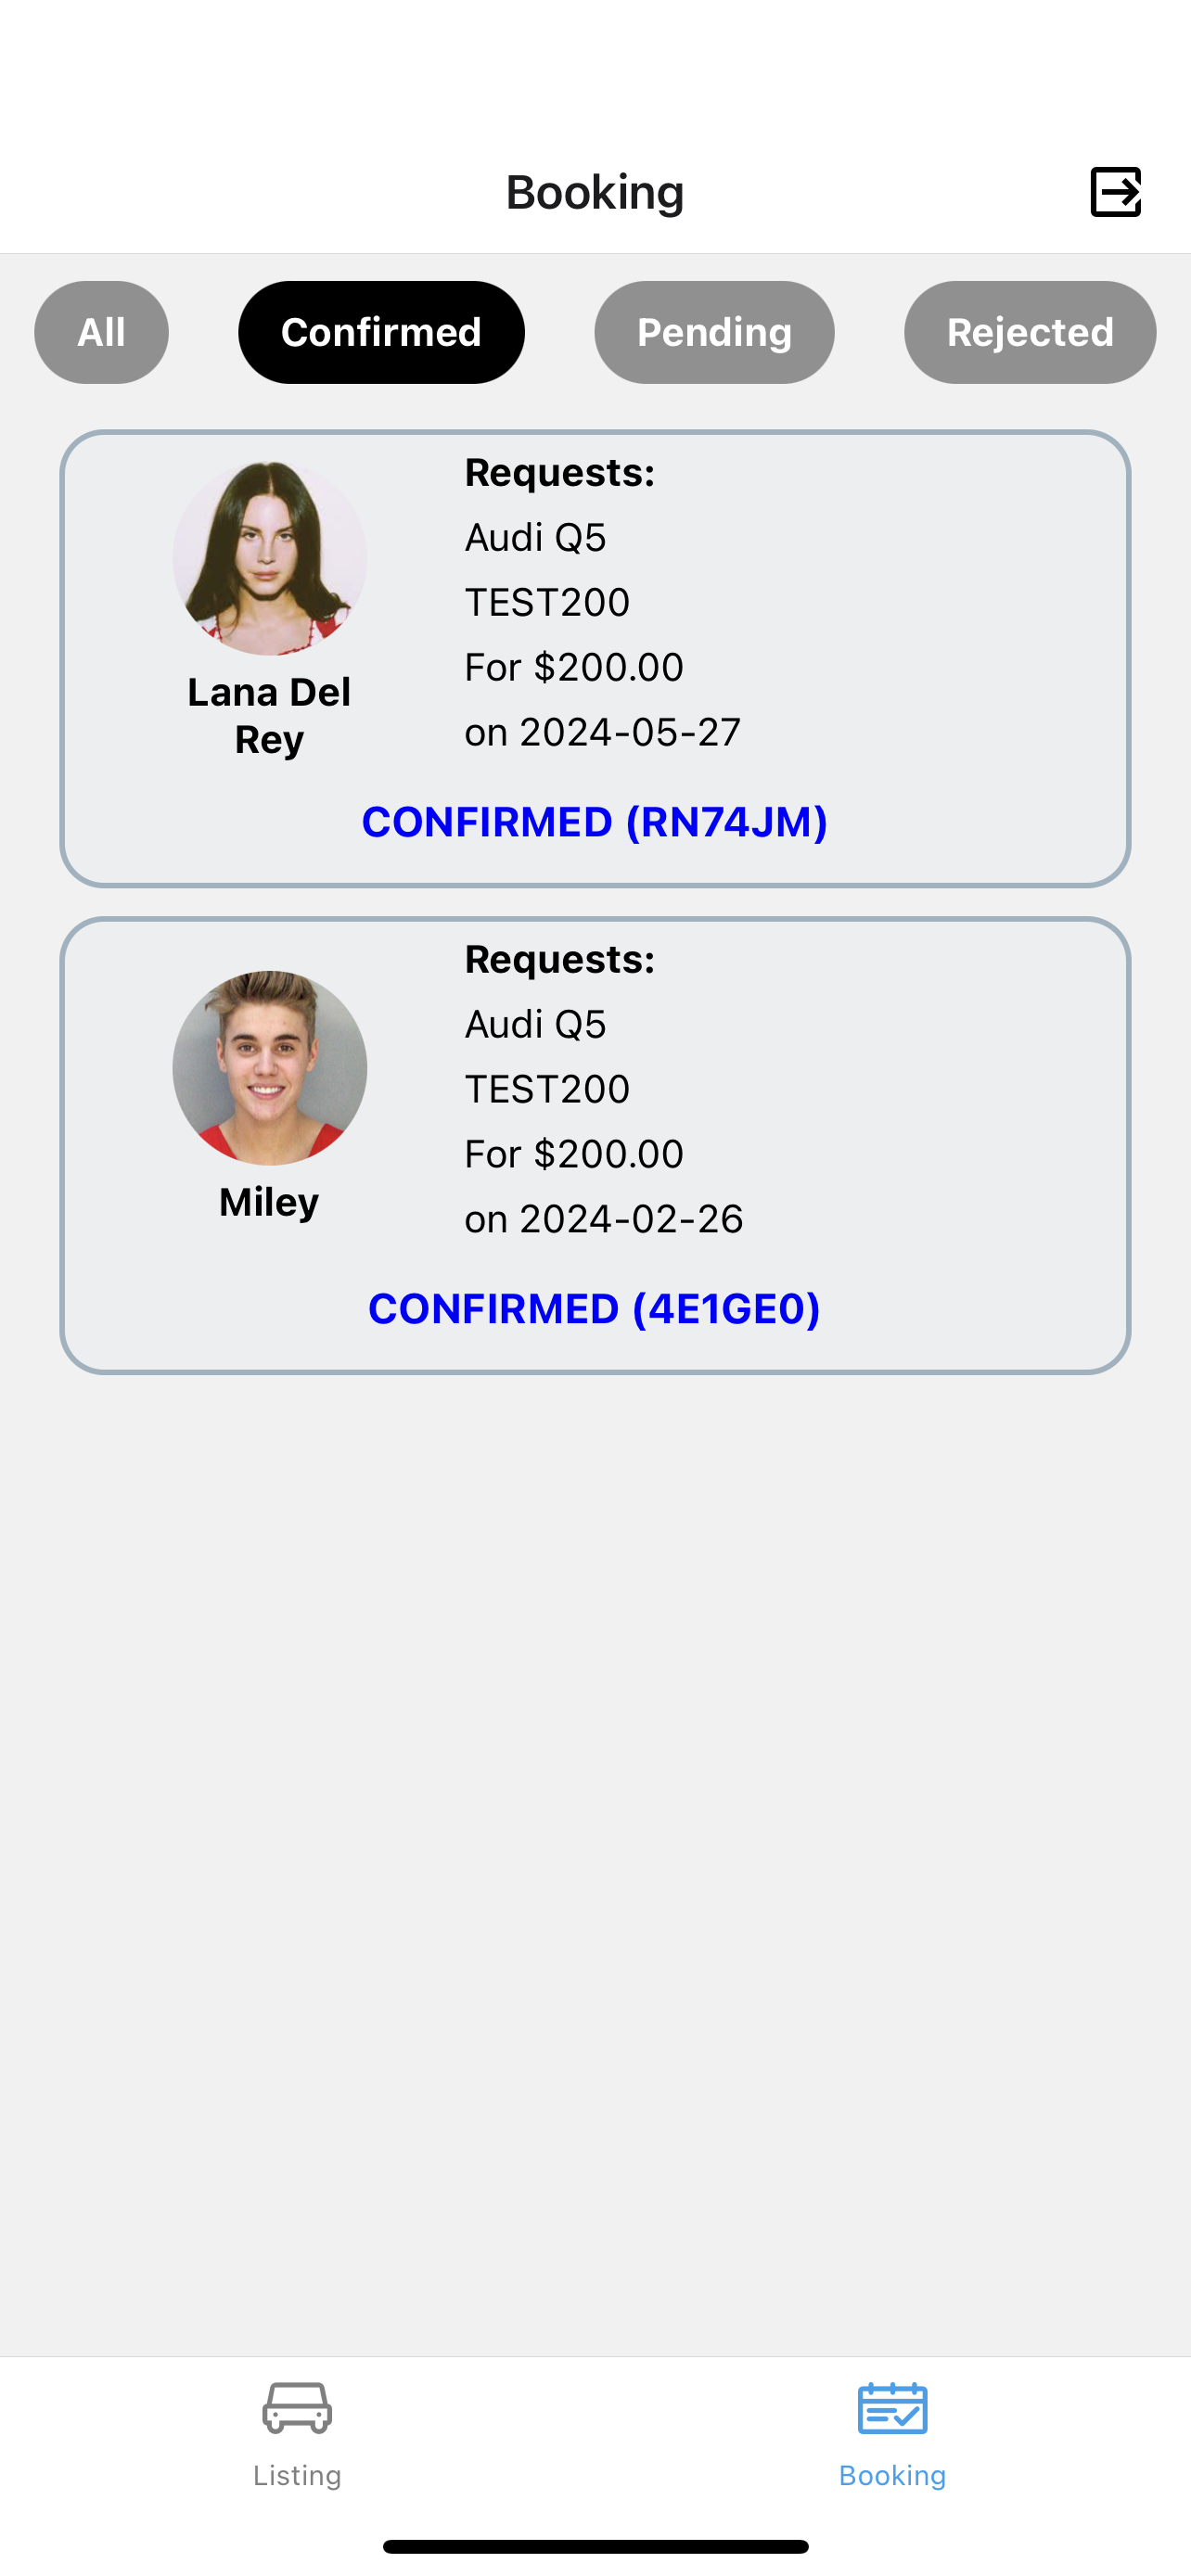 Booking
All
Confirmed
Pending
Rejected
Requests:
Audi Q5
TEST200
For $200.00
on 2024-05-27
Lana Del
Rey
CONFIRMED (RN74JM)
Requests:
Audi Q5
TEST200
For $200.00
on 2024-02-26
Miley
CONFIRMED (4E1GE0)
Listing
Booking